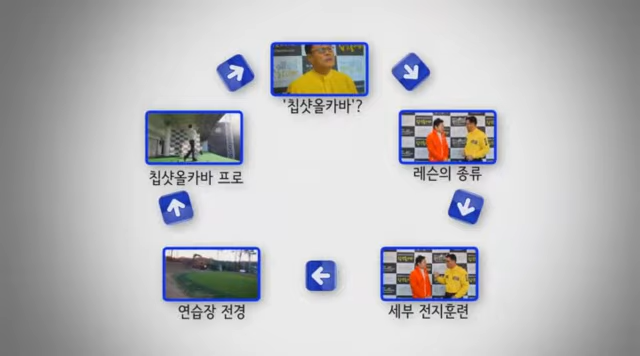 '칩샷올카바'?
레슨의 종류
세부 전지훈련
연습장 전경
칩샷올카바 프로